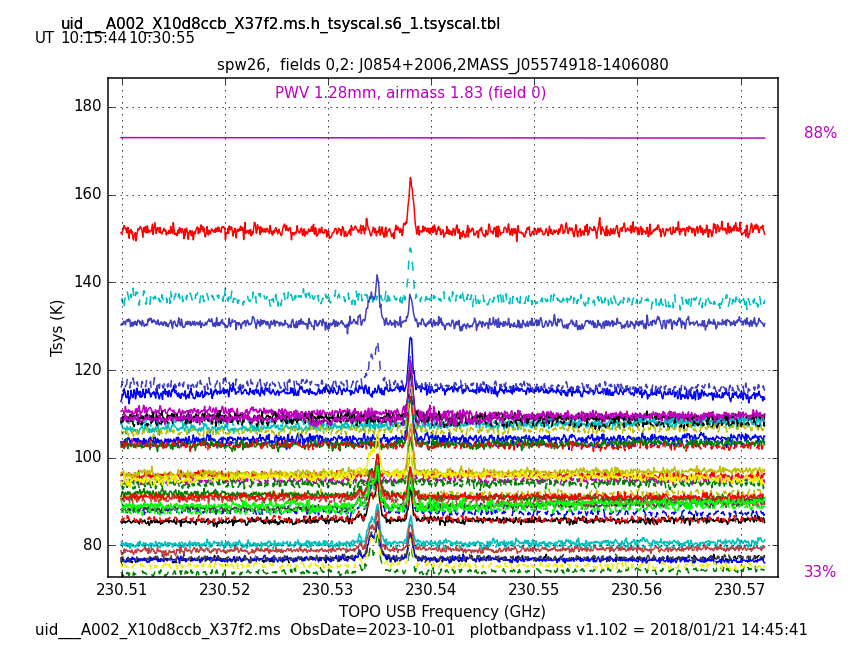 uid___A002_X10d8ccb_X37f2.ms.h_tsyscal.s6_1.tsyscal.tbl
UT 10:15:44 10:30:55
spw26,  fields 0,2: J0854+2006,2MASS_J05574918-1406080
PWV 1.28mm, airmass 1.83 (field 0)
180
88%
160
140
Tsys (K)
120
100
80
33%
230.51 230.52 230.53 230.54 230.55 230.56 230.57
TOPO USB Frequency (GHz)
uid___A002_X10d8ccb_X37f2.ms  ObsDate=2023-10-01   plotbandpass v1.102 = 2018/01/21 14:45:41